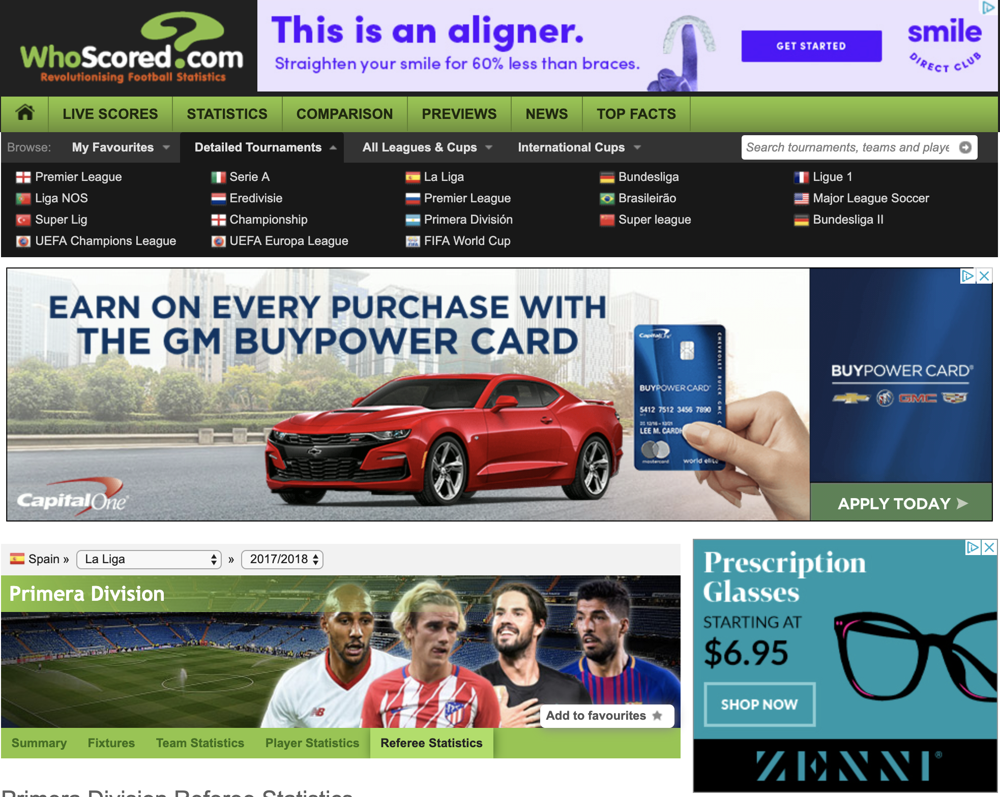 WhoScored.com
Revolutionising Football Statistics
This is an aligner.
Straighten your smile for 60% less than braces.
GET STARTED
smile
DIRECT CLUB
LIVE SCORES STATISTICS COMPARISON PREVIEWS NEWS TOP FACTS
Browse: My Favourites Detailed Tournaments All Leagues & Cups International Cups Search tournaments, teams and playe
Premier League Serie A La Liga Bundesliga Ligue 1
Liga NOS Eredivisie Premier League Brasileirão Major League Soccer
Super Lig Championship Primera División Super league Bundesliga II
UEFA Champions League UEFA Europa League FIFA World Cup
EARN ON EVERY PURCHASE WITH
THE GM BUYPOWER CARD
CapitalOne
CHEVROLET BUICK GMC C
BUYPOWER CARD
5412 7512 3456 7890
12/16 - 12/21
LEE M. CARDH
mastercard world elite
Capital One®
BUYPOWER CARD®
GMC
APPLY TODAY
Spain » La Liga » 2017/2018
Primera Division
NB
Add to favourites
Summary Fixtures Team Statistics Player Statistics Referee Statistics
Primera Division Referee Statistics
Prescription
Glasses
STARTING AT
$6.95
SHOP NOW
ZENNI®